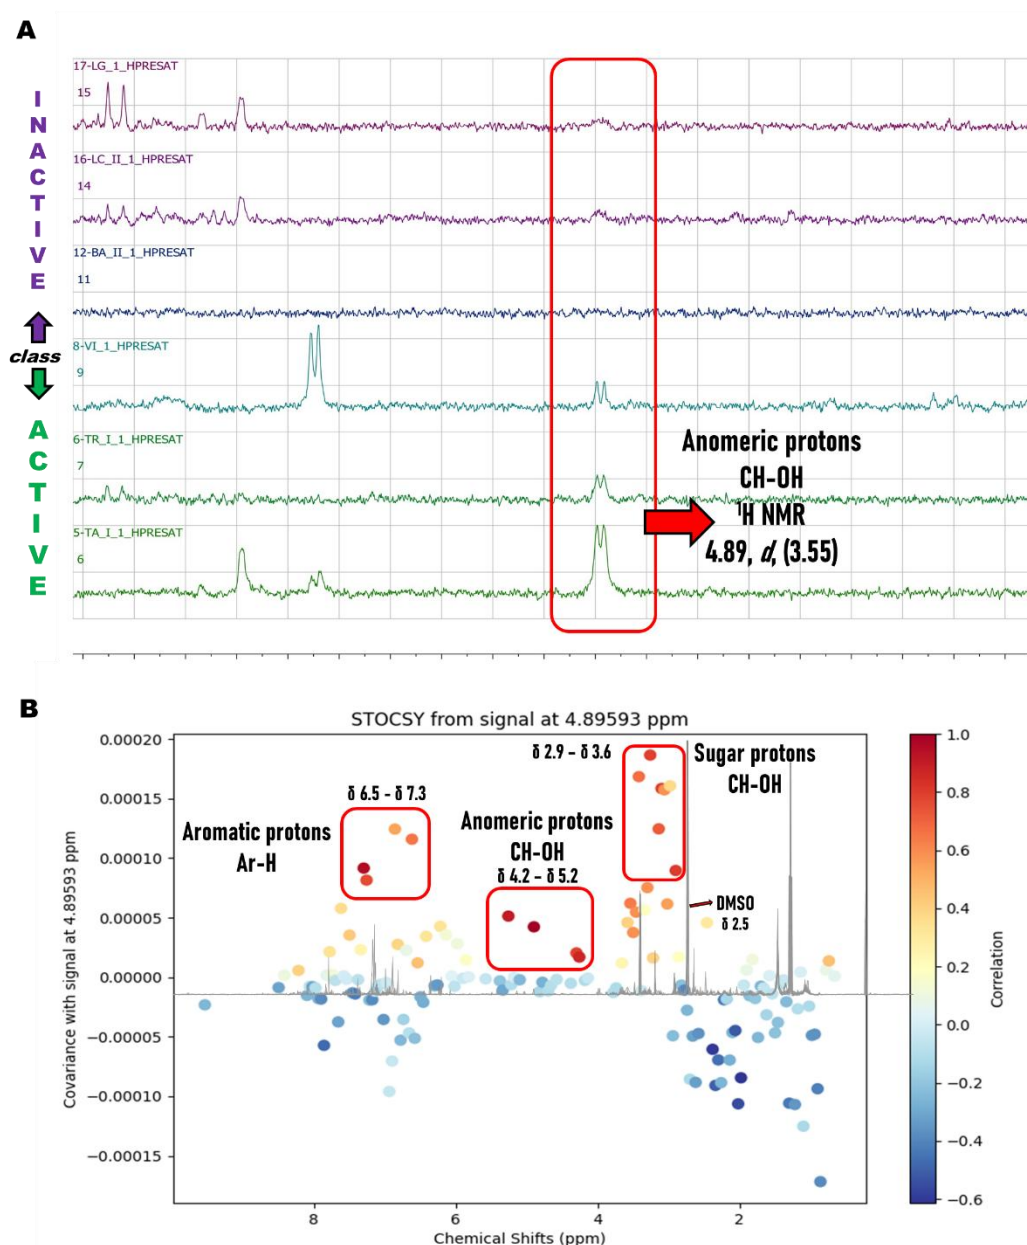 A
INACTIVE
class
ACTIVE
17-LG_1_HPRESAT
15
16-LC_II_1_HPRESAT
14
12-BA_II_1_HPRESAT
11
8-VI_1_HPRESAT
9
6-TR_I_1_HPRESAT
7
5-TA_I_1_HPRESAT
6
Anomeric protons
CH-OH
¹H NMR
4.89, d, (3.55)
B
STOCSY from signal at 4.89593 ppm
Covariance with signal at 4.89593 ppm
0.00020
0.00015
0.00010
0.00005
0.00000
−0.00005
−0.00010
−0.00015
δ 6.5 - δ 7.3
Aromatic protons
Ar-H
Anomeric protons
CH-OH
δ 4.2 - δ 5.2
δ 2.9 - δ 3.6
Sugar protons
CH-OH
DMSO
δ 2.5
8
6
4
2
Chemical Shifts (ppm)
1.0
0.8
0.6
0.4
0.2
0.0
−0.2
−0.4
−0.6
Correlation